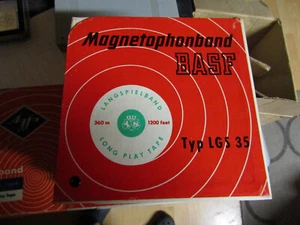 Magnetophonband
BASF
LANGSPIELBAND
360 m
1200 feet
LONG PLAY TAPE
Typ LGS 35